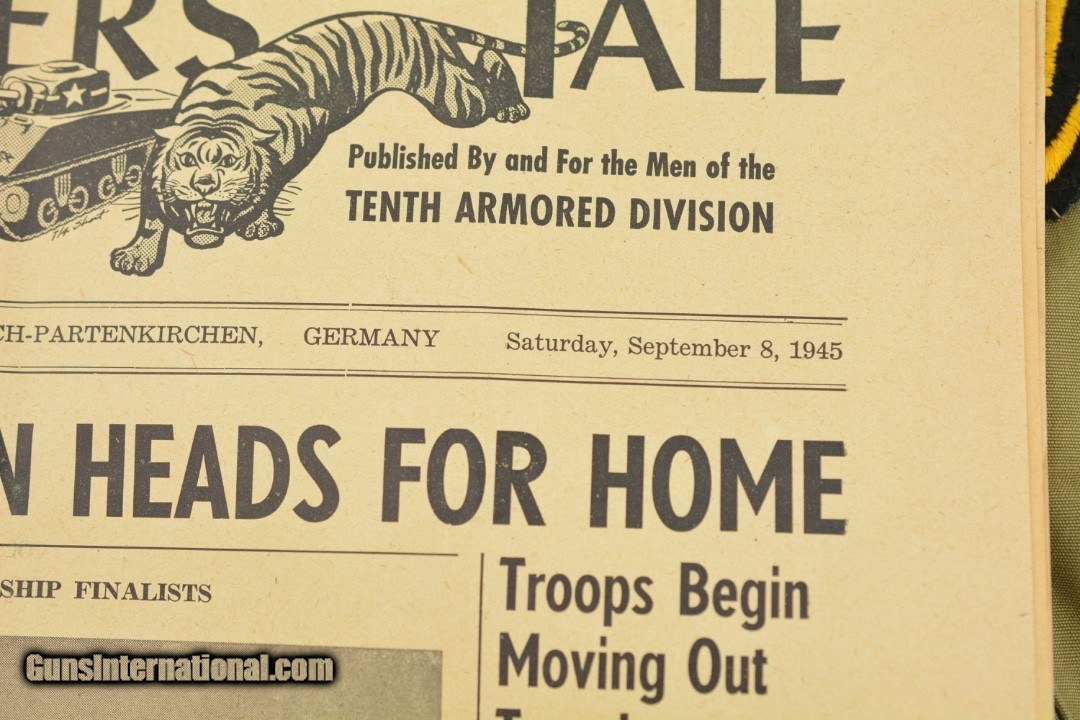 ERS TALE
Published By and For the Men of the
TENTH ARMORED DIVISION
CH-PARTENKIRCHEN, GERMANY Saturday, September 8, 1945
N HEADS FOR HOME
SHIP FINALISTS
Troops Begin
Moving Out
GunsInternational.com